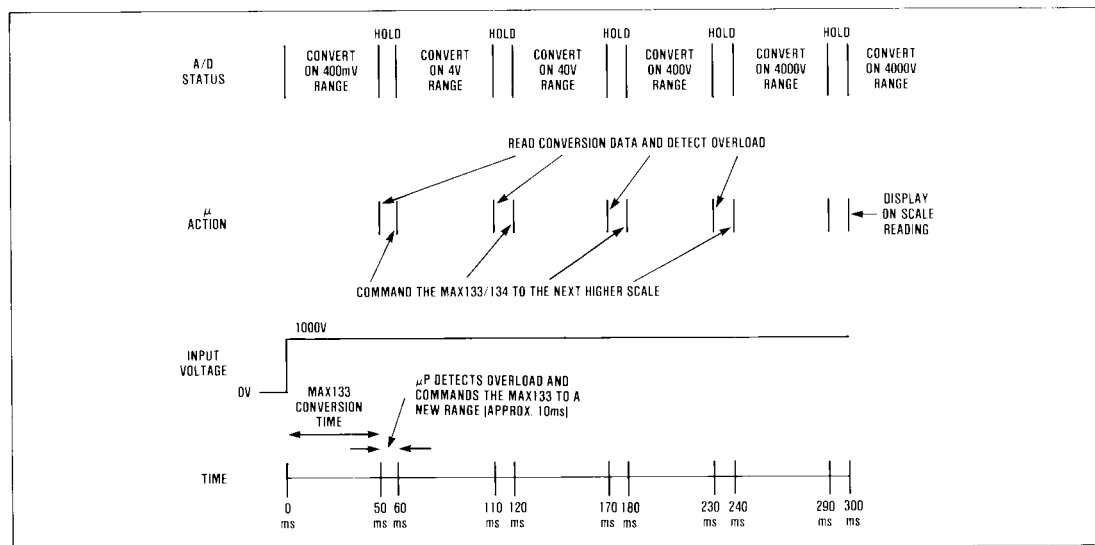 HOLD HOLD HOLD HOLD HOLD
A/D
STATUS
CONVERT
ON 400mV
RANGE
CONVERT
ON 4V
RANGE
CONVERT
ON 40V
RANGE
CONVERT
ON 400V
RANGE
CONVERT
ON 4000V
RANGE
CONVERT
ON 4000V
RANGE
READ CONVERSION DATA AND DETECT OVERLOAD
μ
ACTION
DISPLAY
ON SCALE
READING
COMMAND THE MAX133/134 TO THE NEXT HIGHER SCALE
1000V
INPUT
VOLTAGE
0V
MAX133
CONVERSION
TIME
μP DETECTS OVERLOAD AND
COMMANDS THE MAX133 TO A
NEW RANGE |APPROX. 10ms|
TIME
0
ms
50
ms
60
ms
110
ms
120
ms
170
ms
180
ms
230
ms
240
ms
290
ms
300
ms